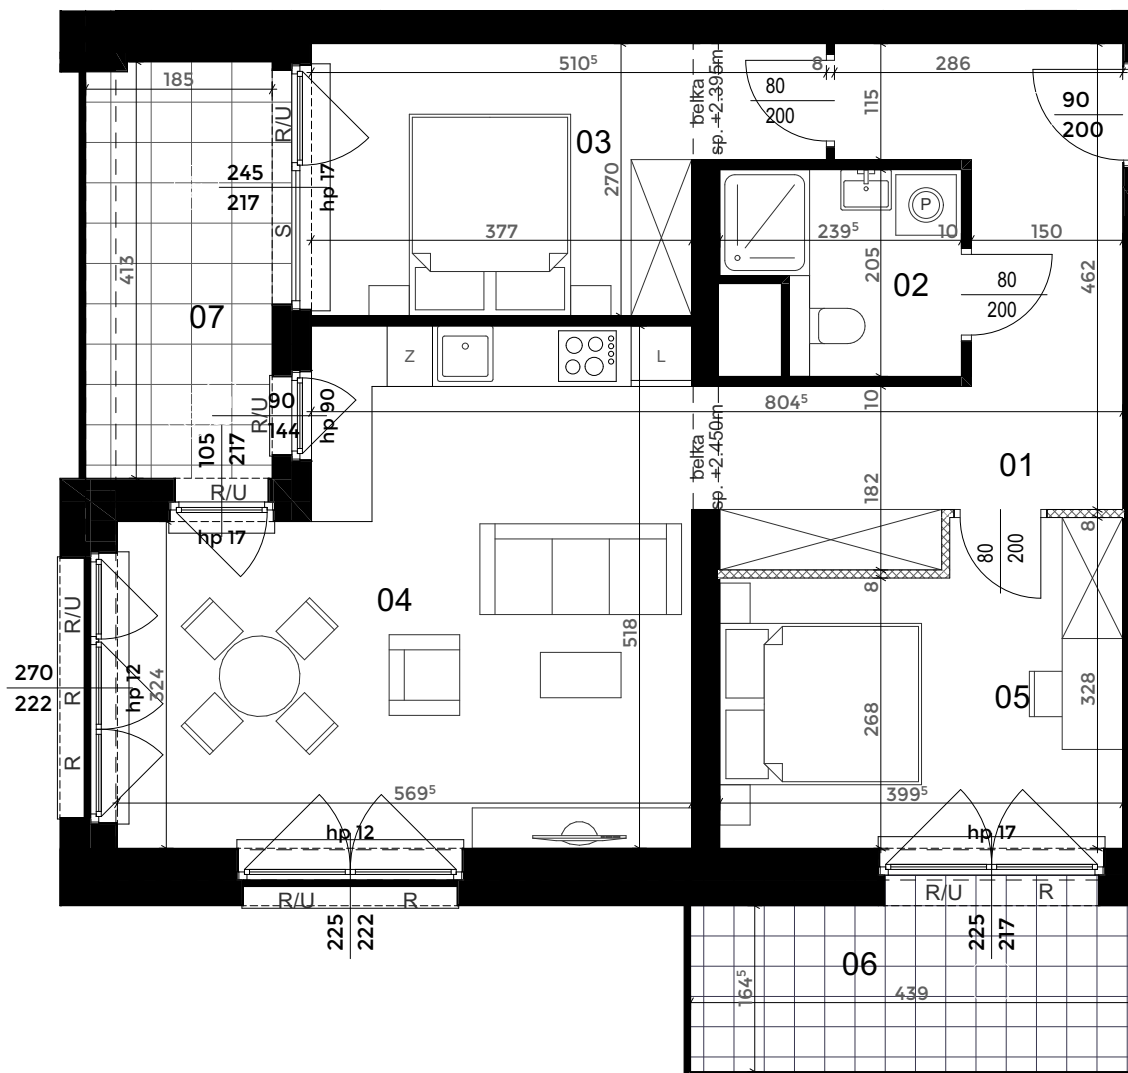 510⁵
8
286
185
80
200
90
200
115
belka
sp. +2.395m
R/U
03
270
245
217
hp 17
S
377
239⁵
10
150
P
205
02
80
200
462
413
07
Z
L
R/U
90
144
hp 90
804⁵
10
105
217
R/U
hp 17
belka
sp. +2.450m
182
01
80
200
8
8
04
518
R/U
R
R
270
222
hp 12
324
05
328
268
569⁵
399⁵
hp 12
hp 17
R/U
R
225
222
R/U
R
225
217
06
164⁵
439